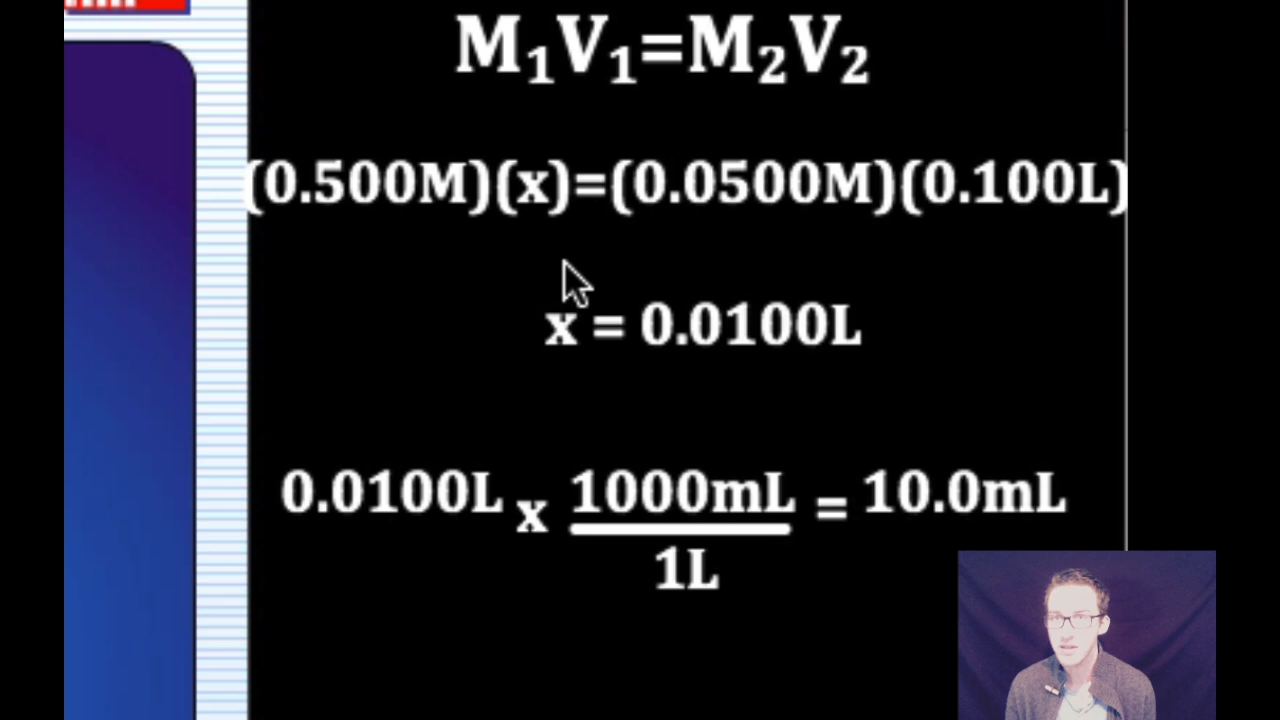 M₁V₁=M₂V₂
(0.500M)(x)=(0.0500M)(0.100L)
x = 0.0100L
0.0100L x 1000mL = 10.0mL
1L